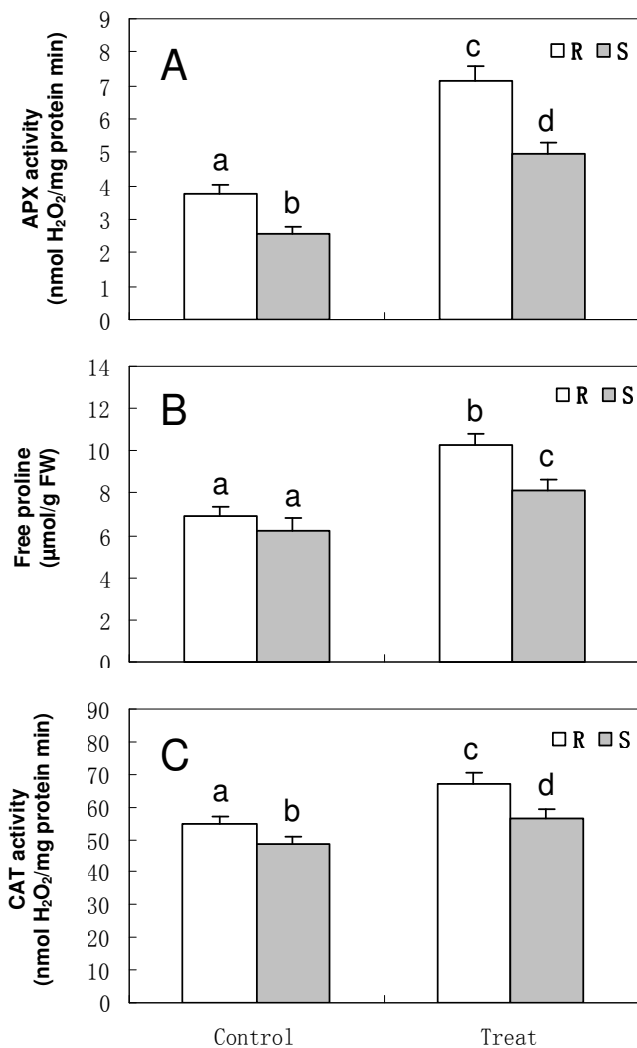 9
8
7
6
5
4
3
2
1
0
APX activity
(nmol H₂O₂/mg protein min)
A
R S
a
b
c
d
14
12
10
8
6
4
2
0
Free proline
(µmol/g FW)
B
R S
a
a
b
c
90
80
70
60
50
40
30
20
10
0
CAT activity
(nmol H₂O₂/mg protein min)
C
R S
a
b
c
d
Control Treat